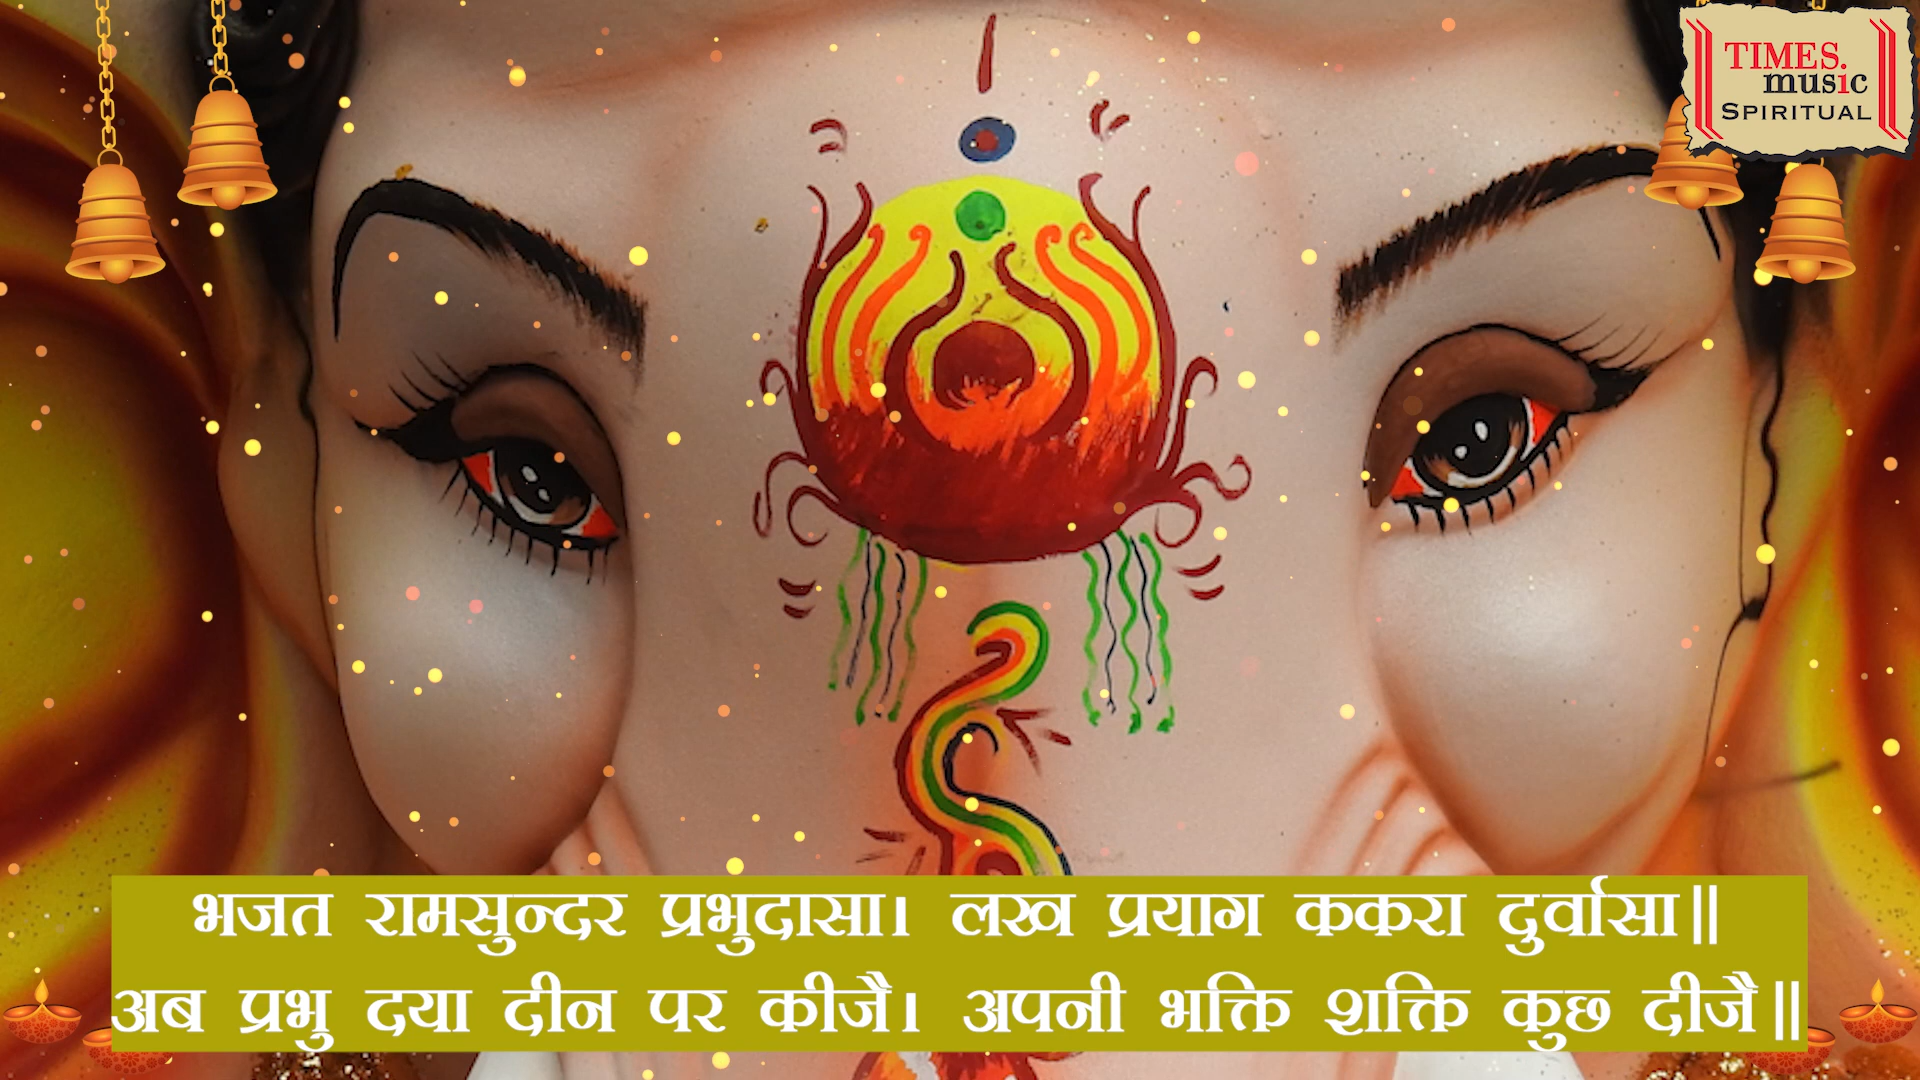 TIMES.
music
SPIRITUAL
भजत रामसुन्दर प्रभुदासा। लख प्रयाग ककरा दुर्वासा॥
अब प्रभु दया दीन पर कीजै। अपनी भक्ति शक्ति कुछ दीजै॥